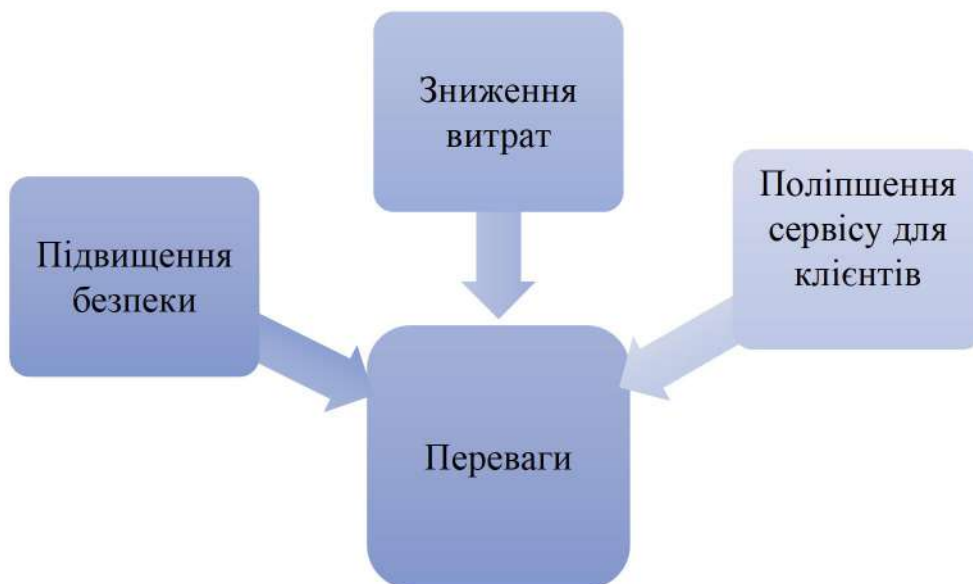 Зниження
витрат
Підвищення
безпеки
Поліпшення
сервісу для
клієнтів
Переваги